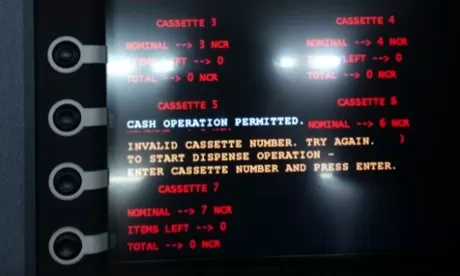 CASSETTE 3 CASSETTE 4
NOMINAL --> 3 NCR NOMINAL --> 4 NCR
ITEMS LEFT --> 0 LEFT --> 0
TOTAL --> 0 NCR TOTAL --> 0 NCR
CASSETTE 5 CASSETTE 6
CASH OPERATION PERMITTED.
NOMINAL --> 6 NCR
INVALID CASSETTE NUMBER. TRY AGAIN.
TO START DISPENSE OPERATION -
ENTER CASSETTE NUMBER AND PRESS ENTER.
CASSETTE 7
NOMINAL --> 7 NCR
ITEMS LEFT --> 0
TOTAL --> 0 NCR